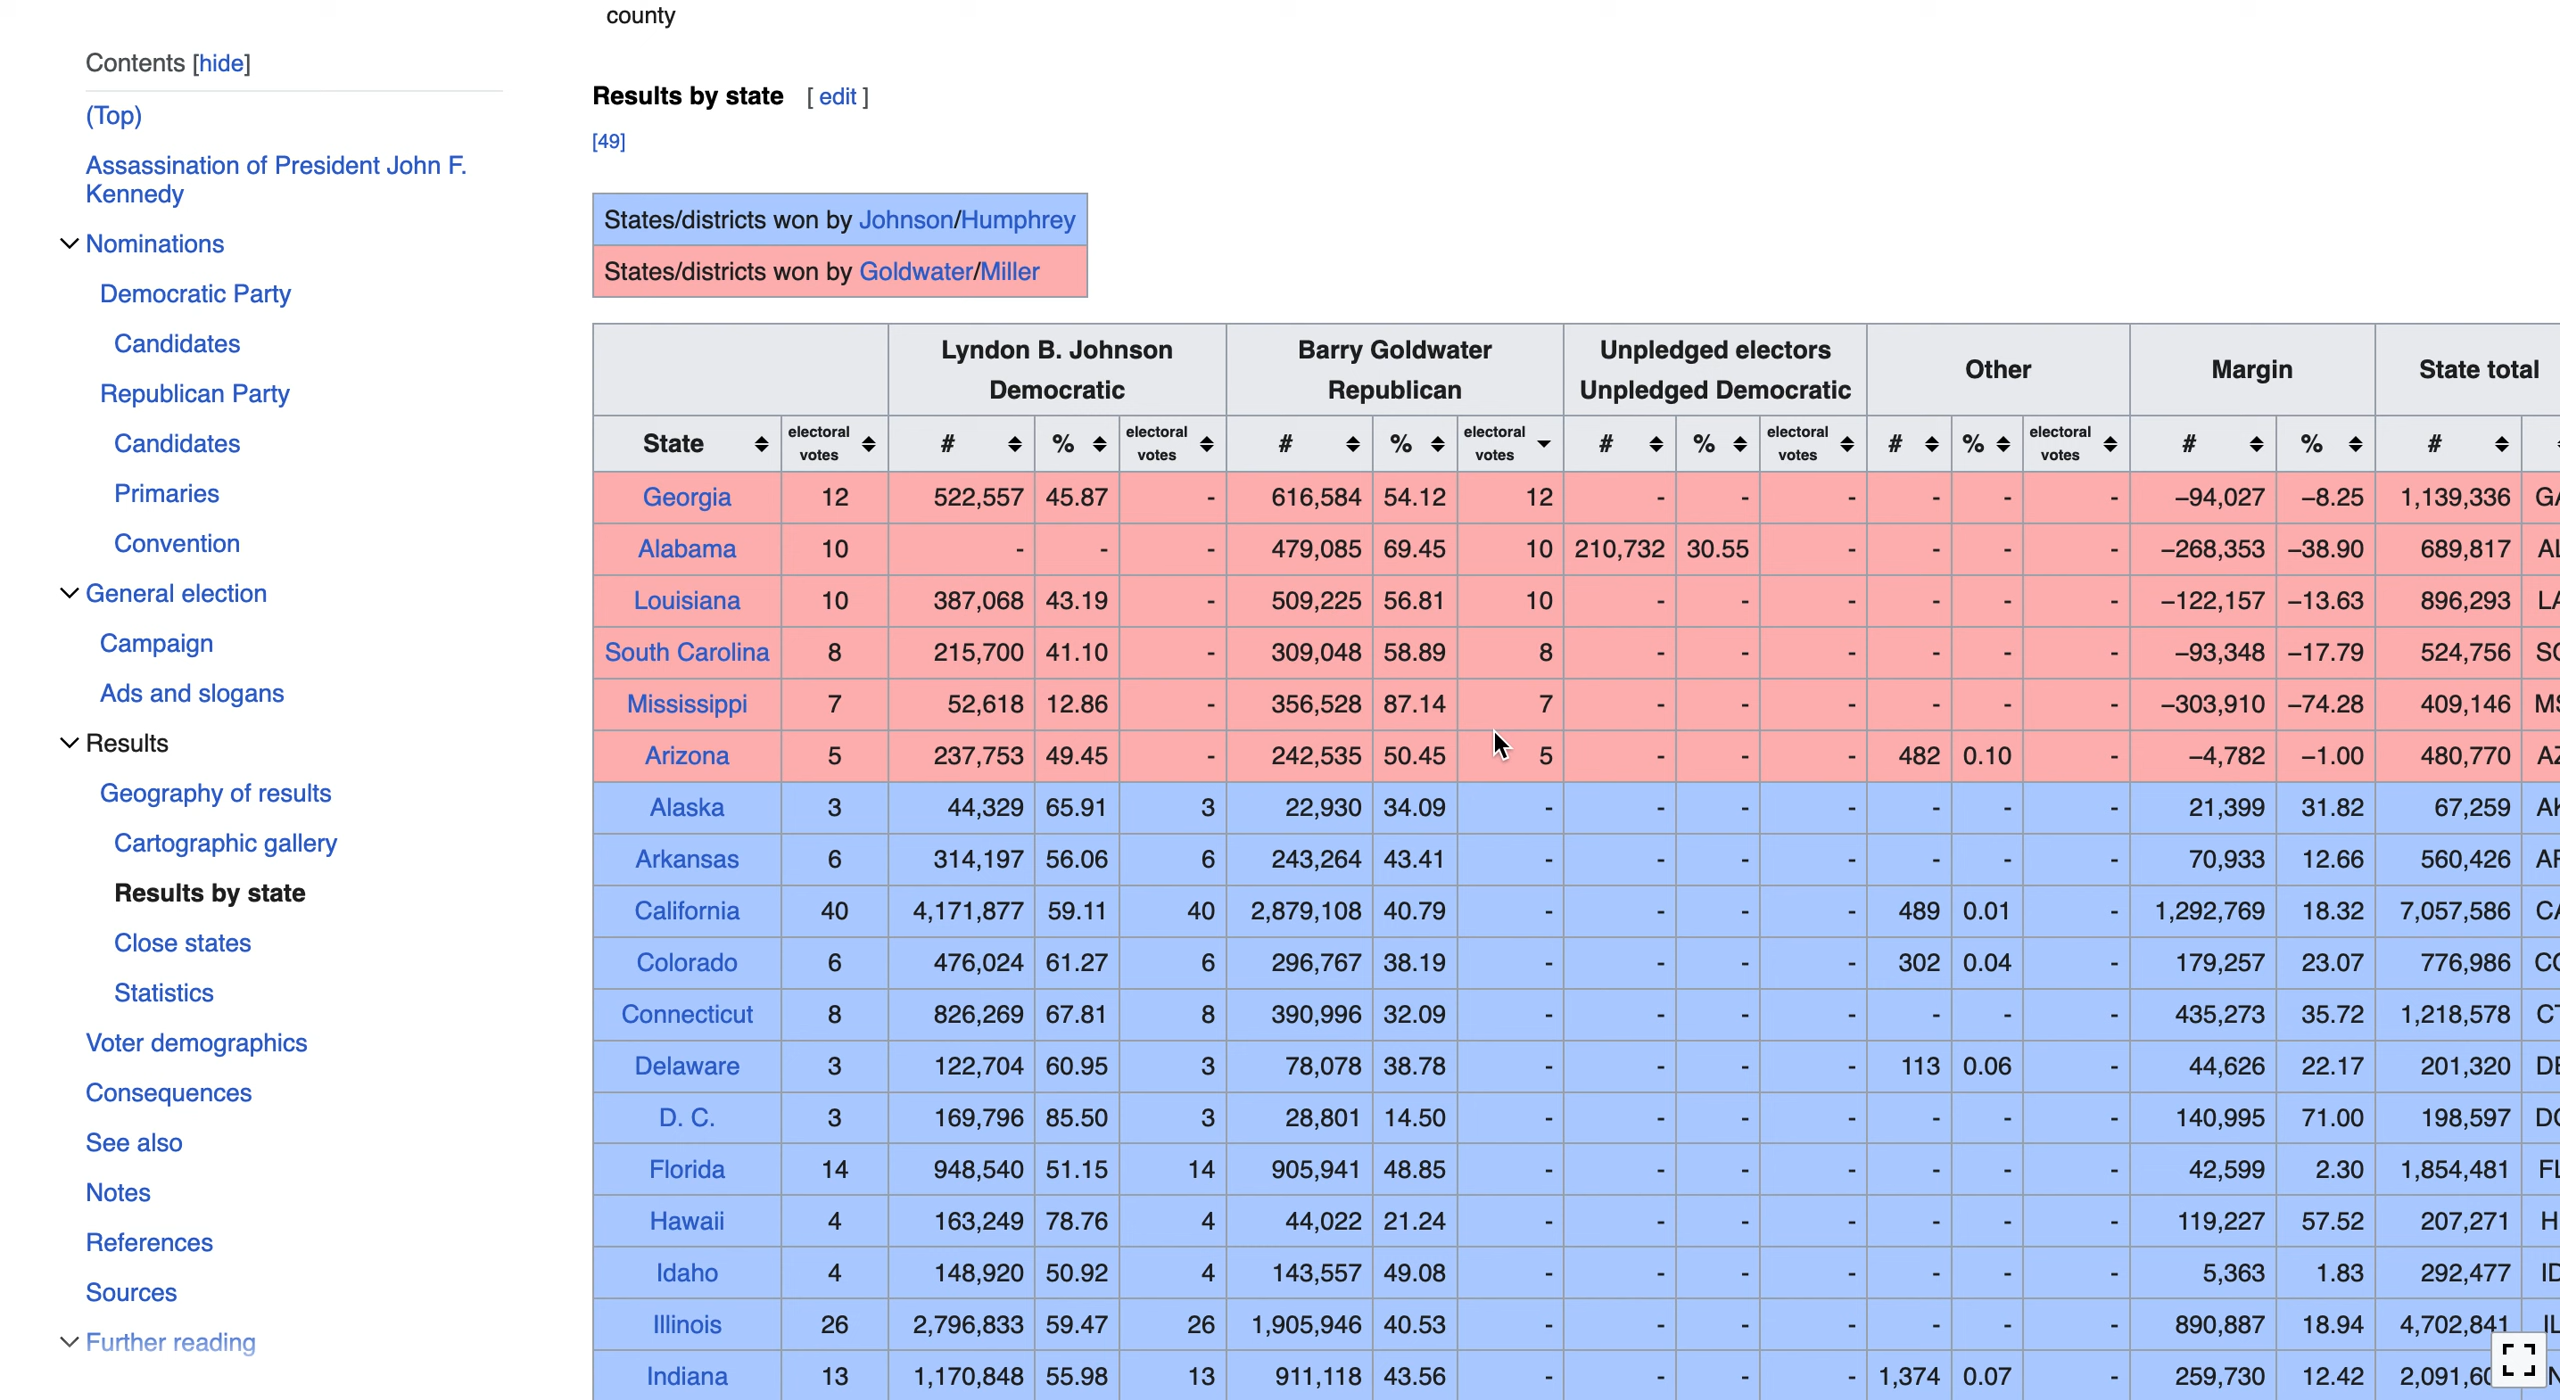 county
Contents [hide]
(Top)
Assassination of President John F.
Kennedy
Nominations
Democratic Party
Candidates
Republican Party
Candidates
Primaries
Convention
General election
Campaign
Ads and slogans
Results
Geography of results
Cartographic gallery
Results by state
Close states
Statistics
Voter demographics
Consequences
See also
Notes
References
Sources
Further reading
Results by state [ edit ]
[49]
States/districts won by Johnson/Humphrey
States/districts won by Goldwater/Miller
Lyndon B. Johnson Barry Goldwater Unpledged electors Other Margin State total
Democratic Republican Unpledged Democratic
State electoral votes # % electoral votes # % electoral votes # % electoral votes # % electoral votes # % #
Georgia 12 522,557 45.87 - 616,584 54.12 12 - - - - - - −94,027 −8.25 1,139,336 GA
Alabama 10 - - - 479,085 69.45 10 210,732 30.55 - - - - −268,353 −38.90 689,817 AL
Louisiana 10 387,068 43.19 - 509,225 56.81 10 - - - - - - −122,157 −13.63 896,293 LA
South Carolina 8 215,700 41.10 - 309,048 58.89 8 - - - - - - −93,348 −17.79 524,756 SC
Mississippi 7 52,618 12.86 - 356,528 87.14 7 - - - - - - −303,910 −74.28 409,146 MS
Arizona 5 237,753 49.45 - 242,535 50.45 5 - - - 482 0.10 - −4,782 −1.00 480,770 AZ
Alaska 3 44,329 65.91 3 22,930 34.09 - - - - - - - 21,399 31.82 67,259 AK
Arkansas 6 314,197 56.06 6 243,264 43.41 - - - - - - - 70,933 12.66 560,426 AR
California 40 4,171,877 59.11 40 2,879,108 40.79 - - - - 489 0.01 - 1,292,769 18.32 7,057,586 CA
Colorado 6 476,024 61.27 6 296,767 38.19 - - - - 302 0.04 - 179,257 23.07 776,986 CO
Connecticut 8 826,269 67.81 8 390,996 32.09 - - - - - - - 435,273 35.72 1,218,578 CT
Delaware 3 122,704 60.95 3 78,078 38.78 - - - - 113 0.06 - 44,626 22.17 201,320 DE
D. C. 3 169,796 85.50 3 28,801 14.50 - - - - - - - 140,995 71.00 198,597 DC
Florida 14 948,540 51.15 14 905,941 48.85 - - - - - - - 42,599 2.30 1,854,481 FL
Hawaii 4 163,249 78.76 4 44,022 21.24 - - - - - - - 119,227 57.52 207,271 H
Idaho 4 148,920 50.92 4 143,557 49.08 - - - - - - - 5,363 1.83 292,477 ID
Illinois 26 2,796,833 59.47 26 1,905,946 40.53 - - - - - - - 890,887 18.94 4,702,841 IL
Indiana 13 1,170,848 55.98 13 911,118 43.56 - - - - 1,374 0.07 - 259,730 12.42